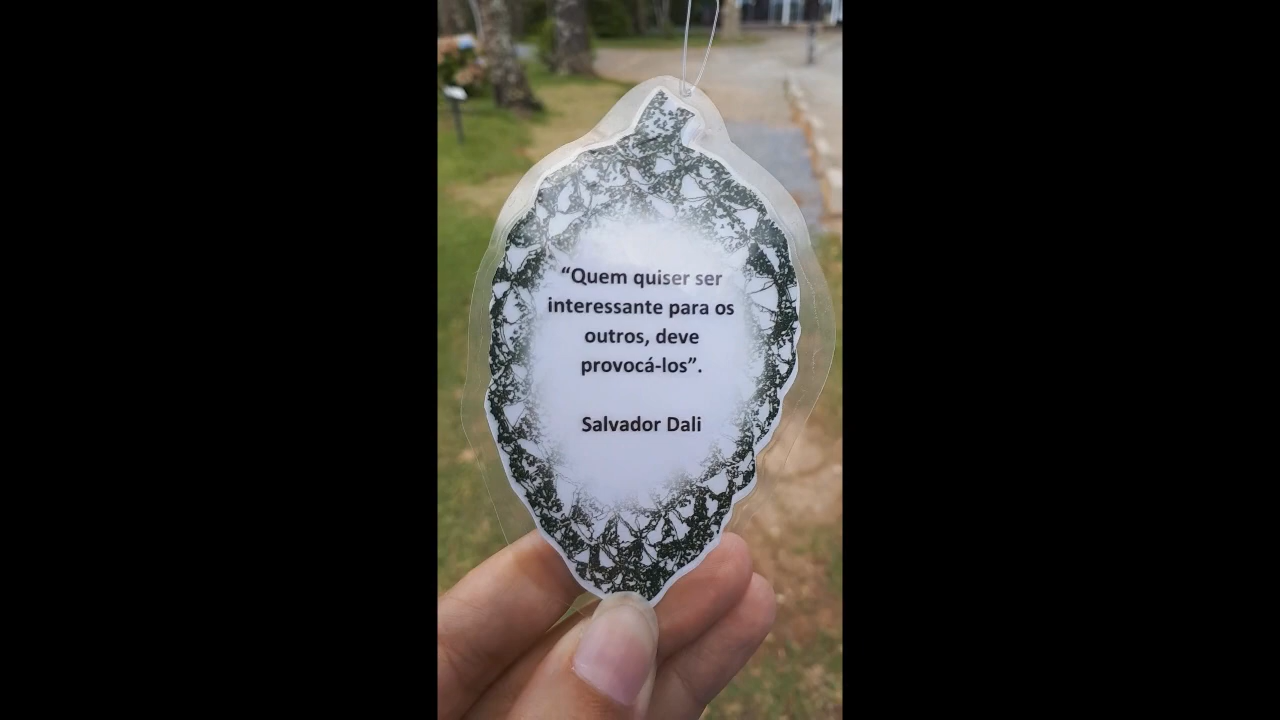 “Quem quiser ser
interessante para os
outros, deve
provocá-los”.
Salvador Dali